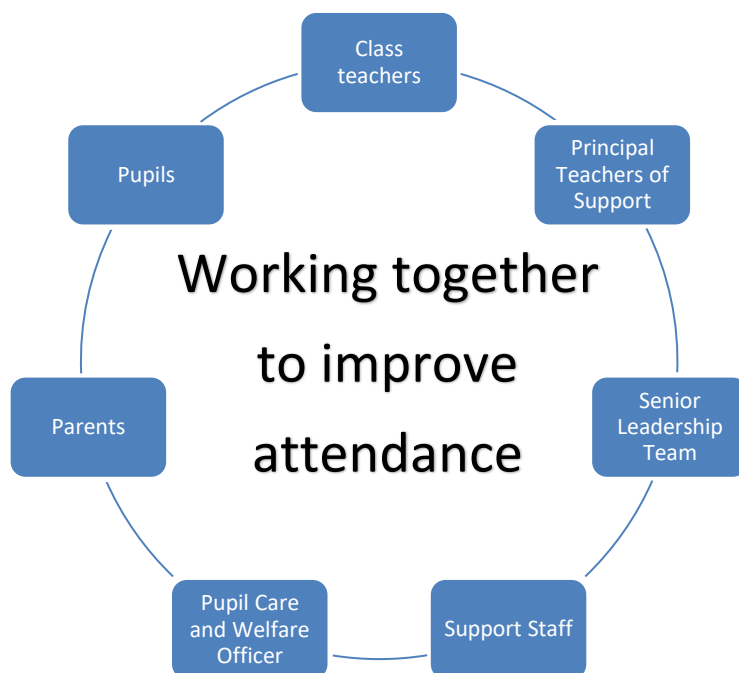 Class
teachers
Principal
Teachers of
Support
Senior
Leadership
Team
Support Staff
Pupil Care
and Welfare
Officer
Parents
Pupils
Working together
to improve
attendance